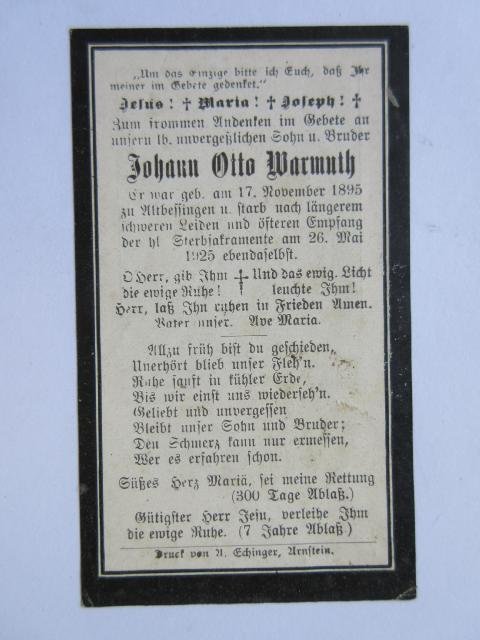 „Um das Einzige bitte ich Euch, daß Ihr
meiner im Gebete gedenket."
Jesus! ✝ Maria! ✝ Joseph! ✝
Zum frommen Andenken im Gebete an
unsern lb. unvergeßlichen Sohn u. Bruder
Johann Otto Warmuth
Er war geb. am 17. November 1895
zu Altbessingen u. starb nach längerem
schweren Leiden und öfteren Empfang
der hl. Sterbsakramente am 26. Mai
1925 ebendaselbst.
O Herr, gib Ihm ✝ Und das ewig. Licht
die ewige Ruhe! leuchte Ihm!
Herr, laß Ihn ruhen in Frieden Amen.
Vater unser. Ave Maria.
Allzu früh bist du geschieden,
Unerhört blieb unser Fleh'n.
Ruhe sanft in kühler Erde,
Bis wir einst uns wiederseh'n.
Geliebt und unvergessen
Bleibt unser Sohn und Bruder;
Den Schmerz kann nur ermessen,
Wer es erfahren schon.
Süßes Herz Mariä, sei meine Rettung
(300 Tage Ablaß.)
Gütigster Herr Jesu, verleihe Ihm
die ewige Ruhe. (7 Jahre Ablaß)
Druck von A. Echinger, Arnstein.